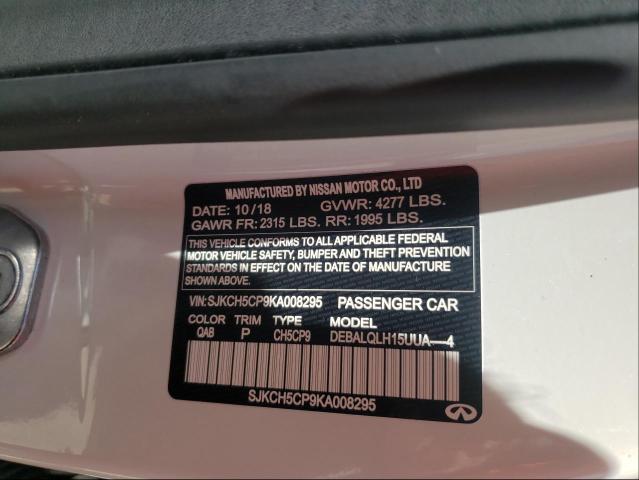 MANUFACTURED BY NISSAN MOTOR CO., LTD
DATE: 10/18 GVWR: 4277 LBS.
GAWR FR: 2315 LBS. RR: 1995 LBS.
THIS VEHICLE CONFORMS TO ALL APPLICABLE FEDERAL
MOTOR VEHICLE SAFETY, BUMPER AND THEFT PREVENTION
STANDARDS IN EFFECT ON THE DATE OF MANUFACTURE
SHOWN ABOVE.
VIN:SJKCH5CP9KA008295 PASSENGER CAR
COLOR TRIM TYPE MODEL
QAB P CH5CP9 DEBALQLH15UUA-4
SJKCH5CP9KA008295